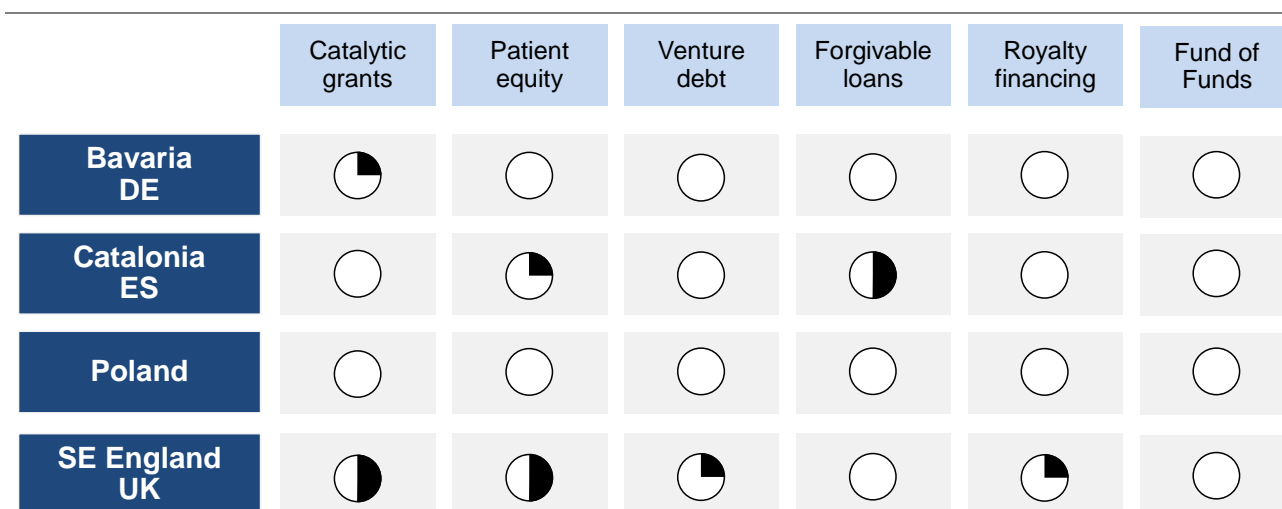 Catalytic
grants
Patient
equity
Venture
debt
Forgivable
loans
Royalty
financing
Fund of
Funds
Bavaria
DE
Catalonia
ES
Poland
SE England
UK